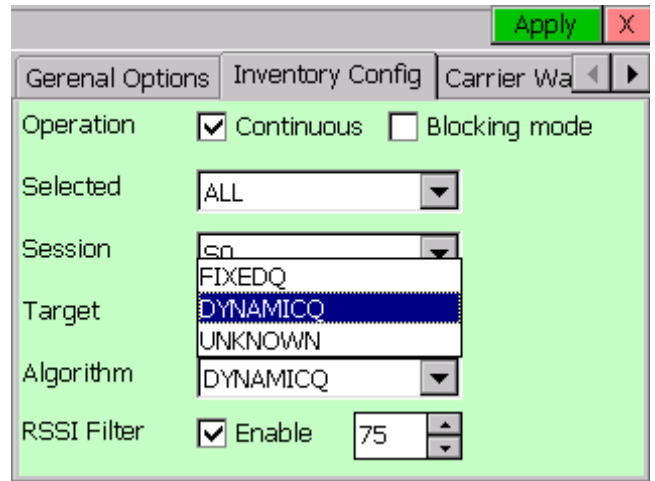 Apply X
Gerenal Options Inventory Config Carrier Wa
Operation Continuous Blocking mode
Selected ALL
Session S0
FIXEDQ
Target DYNAMICQ
UNKNOWN
Algorithm DYNAMICQ
RSSI Filter Enable 75